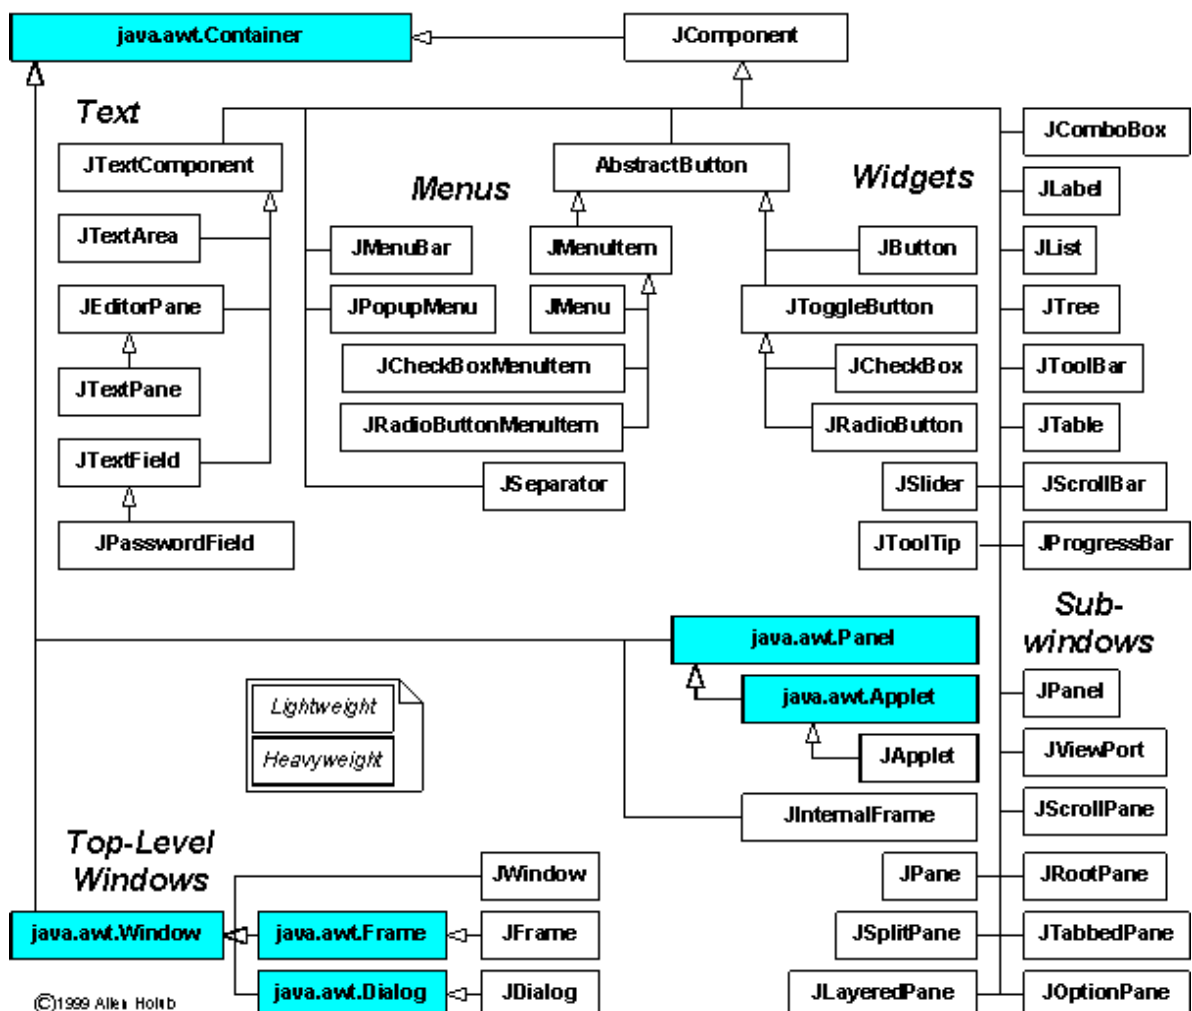 java.awt.Container
JComponent
Text
JComboBox
JTextComponent
AbstractButton
Menus
Widgets
JLabel
JTextArea
JMenuBar
JMenuItem
JButton
JList
JEditorPane
JPopupMenu
JMenu
JToggleButton
JTree
JTextPane
JCheckBoxMenuItem
JCheckBox
JToolBar
JRadioButtonMenuItem
JRadioButton
JTable
JTextField
JSeparator
JSlider
JScrollBar
JPasswordField
JToolTip
JProgressBar
Sub-
windows
java.awt.Panel
JPanel
java.awt.Applet
Lightweight
Heavyweight
JApplet
JViewPort
JInternalFrame
JScrollPane
Top-Level
Windows
JWindow
JPane
JRootPane
java.awt.Window
java.awt.Frame
JFrame
JSplitPane
JTabbedPane
java.awt.Dialog
JDialog
JLayeredPane
JOptionPane
©1999 Allen Holub